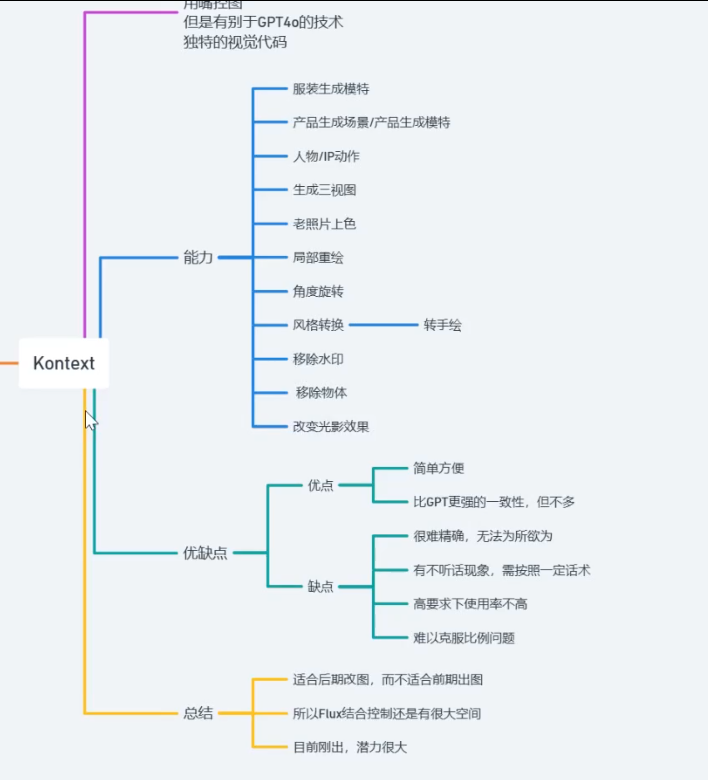 用嘴控图
但是有别于GPT4o的技术
独特的视觉代码
服装生成模特
产品生成场景/产品生成模特
人物/IP动作
生成三视图
老照片上色
能力
局部重绘
角度旋转
风格转换
转手绘
Kontext
移除水印
移除物体
改变光影效果
简单方便
优点
比GPT更强的一致性，但不多
很难精确，无法为所欲为
优缺点
有不听话现象，需按照一定话术
缺点
高要求下使用率不高
难以克服比例问题
适合后期改图，而不适合前期出图
总结
所以Flux结合控制还是有很大空间
目前刚出，潜力很大